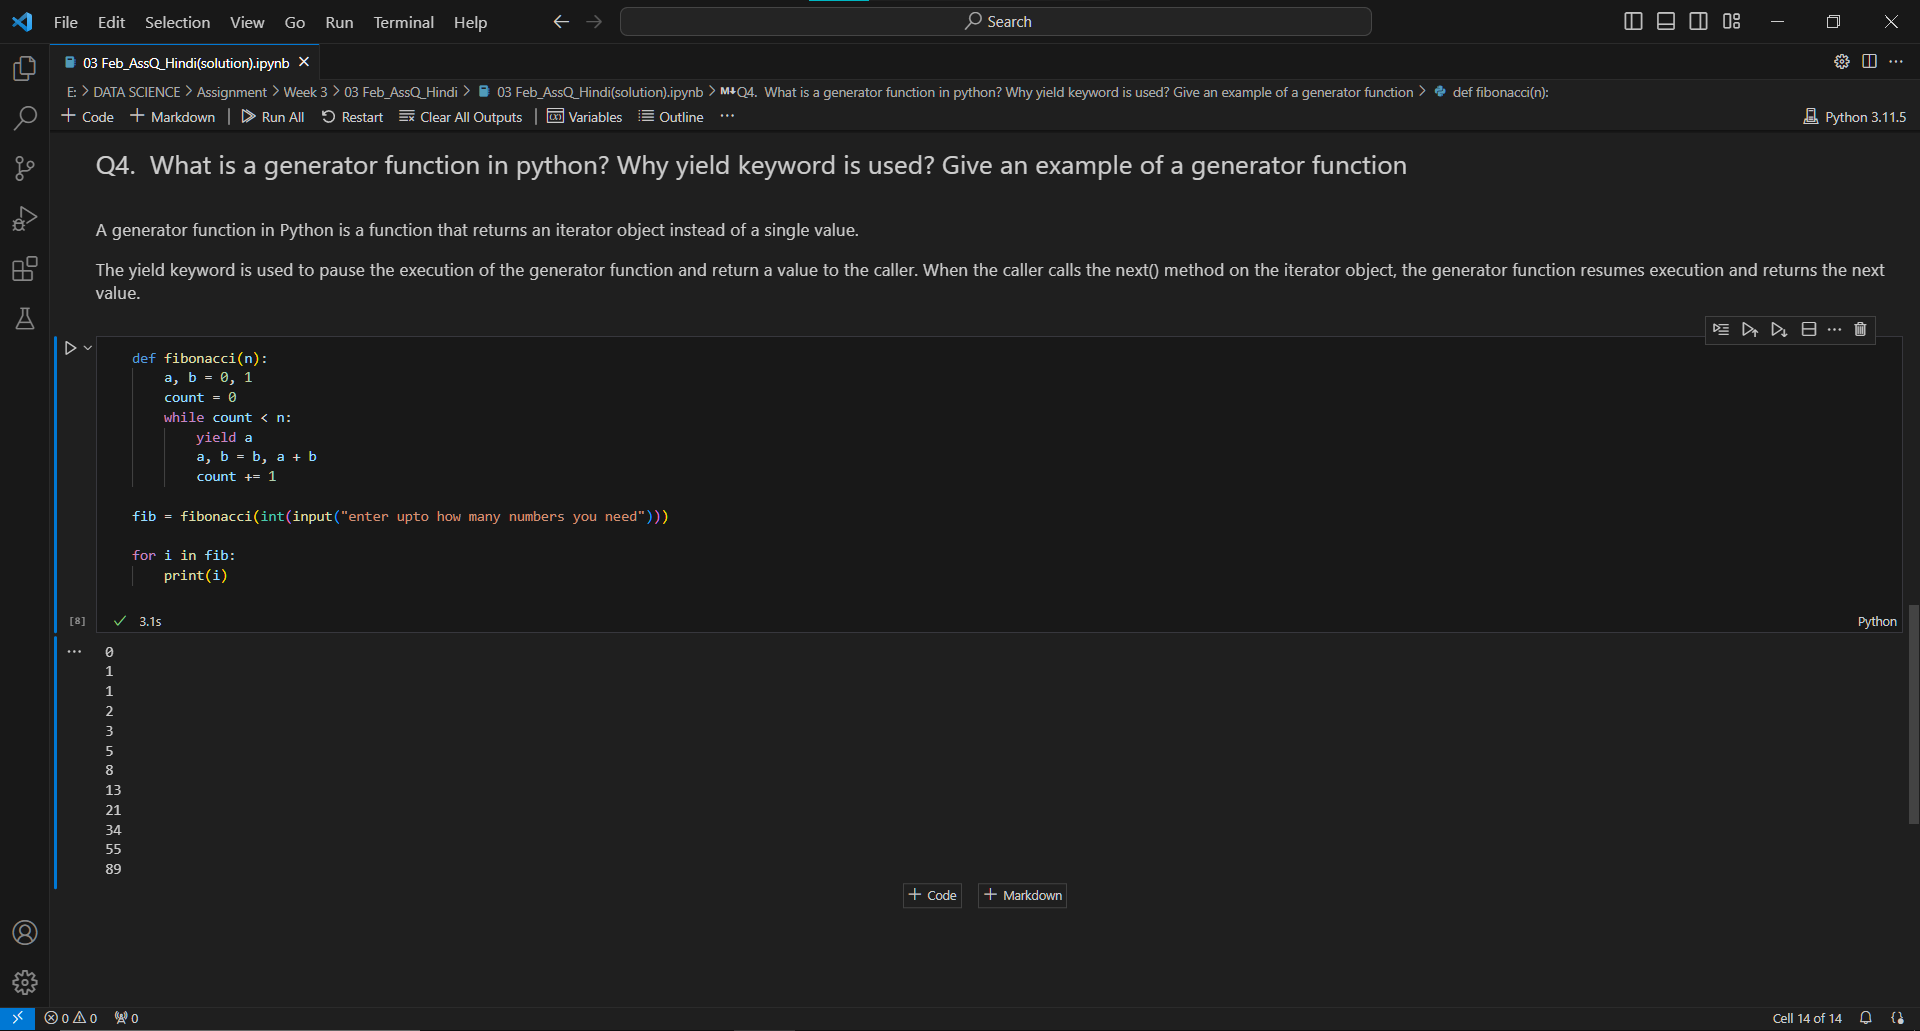 File Edit Selection View Go Run Terminal Help
Search
03 Feb_AssQ_Hindi(solution).ipynb
E: > DATA SCIENCE > Assignment > Week 3 > 03 Feb_AssQ_Hindi > 03 Feb_AssQ_Hindi(solution).ipynb > M↓Q4. What is a generator function in python? Why yield keyword is used? Give an example of a generator function > def fibonacci(n):
+ Code + Markdown | Run All Restart Clear All Outputs | Variables Outline ··· Python 3.11.5
Q4. What is a generator function in python? Why yield keyword is used? Give an example of a generator function
A generator function in Python is a function that returns an iterator object instead of a single value.
The yield keyword is used to pause the execution of the generator function and return a value to the caller. When the caller calls the next() method on the iterator object, the generator function resumes execution and returns the next
value.
def fibonacci(n):
    a, b = 0, 1
    count = 0
    while count < n:
        yield a
        a, b = b, a + b
        count += 1
fib = fibonacci(int(input("enter upto how many numbers you need")))
for i in fib:
    print(i)
[8] ✓ 3.1s Python
0
1
1
2
3
5
8
13
21
34
55
89
+ Code + Markdown
0 0 0 Cell 14 of 14